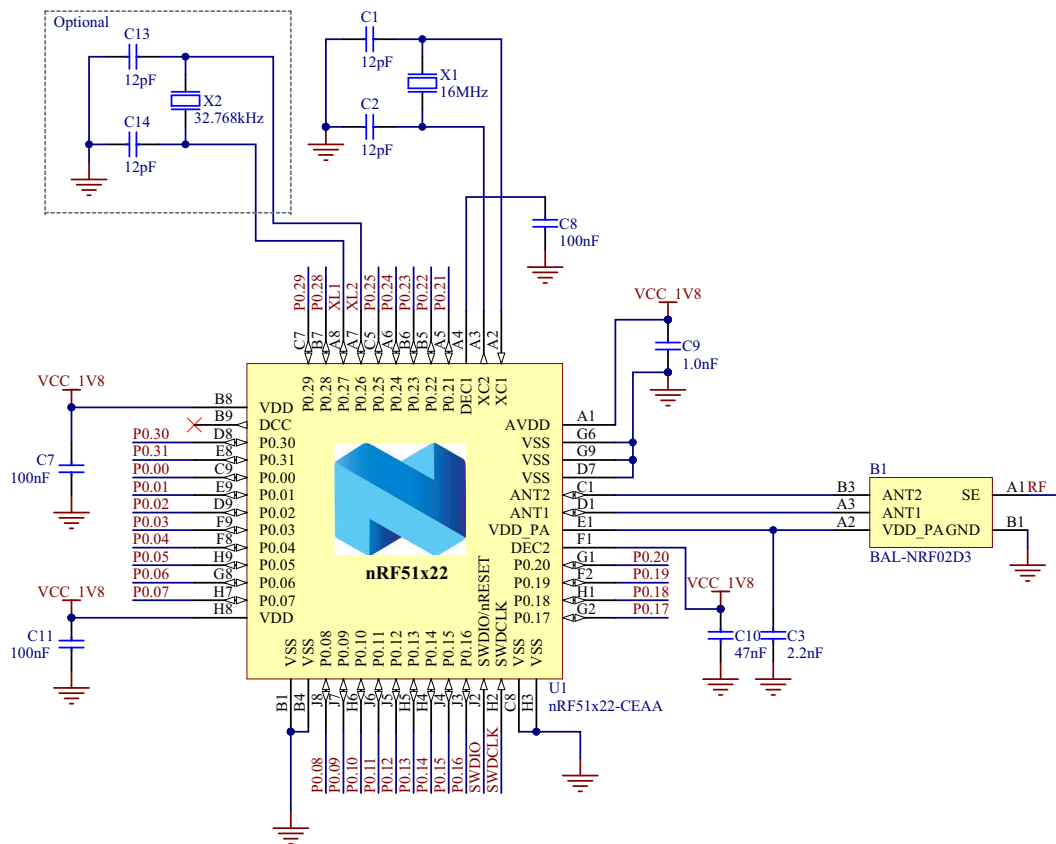 Optional
C13
12pF
X2
32.768kHz
C14
12pF
C1
12pF
X1
16MHz
C2
12pF
C8
100nF
P0.29
P0.28
XL1
XL2
P0.25
P0.24
P0.23
P0.22
P0.21
C7
B7
A8
A7
C5
A6
B6
B5
A5
A4
A3
A2
P0.29
P0.28
P0.27
P0.26
P0.25
P0.24
P0.23
P0.22
P0.21
DEC1
XC2
XC1
VCC_1V8
C9
1.0nF
VCC_1V8
C7
100nF
B8 VDD
B9 DCC
P0.30 D8 P0.30
P0.31 E8 P0.31
P0.00 C9 P0.00
P0.01 E9 P0.01
P0.02 D9 P0.02
P0.03 F9 P0.03
P0.04 F8 P0.04
P0.05 H9 P0.05
P0.06 G8 P0.06
P0.07 H7 P0.07
H8 VDD
VCC_1V8
C11
100nF
nRF51x22
AVDD A1
VSS G6
VSS G9
VSS D7
ANT2 C1
ANT1 D1
VDD_PA E1
DEC2 F1
P0.20 G1 P0.20
P0.19 F2 P0.19
P0.18 H1 P0.18
P0.17 G2 P0.17
B1
B3 ANT2 SE A1 RF
A3 ANT1
A2 VDD_PA GND B1
BAL-NRF02D3
VCC_1V8
C10
47nF
C3
2.2nF
VSS
VSS
P0.08
P0.09
P0.10
P0.11
P0.12
P0.13
P0.14
P0.15
P0.16
SWDIO/nRESET
SWDCLK
VSS
VSS
U1
nRF51x22-CEAA
B1
B4
J8
J7
H6
J6
J5
H5
H4
J4
J3
J2
H2
C8
H3
P0.08
P0.09
P0.10
P0.11
P0.12
P0.13
P0.14
P0.15
P0.16
SWDIO
SWDCLK